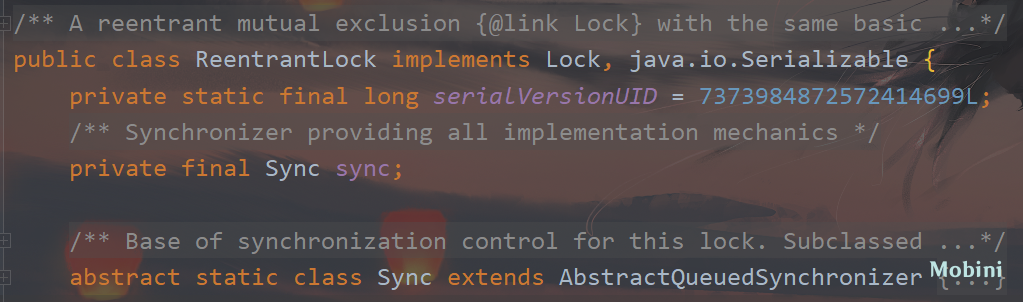 /** A reentrant mutual exclusion {@link Lock} with the same basic ...*/
public class ReentrantLock implements Lock, java.io.Serializable {
    private static final long serialVersionUID = 7373984872572414699L;
    /** Synchronizer providing all implementation mechanics */
    private final Sync sync;
    /** Base of synchronization control for this lock. Subclassed ...*/
    abstract static class Sync extends AbstractQueuedSynchronizer {...}
Mobini